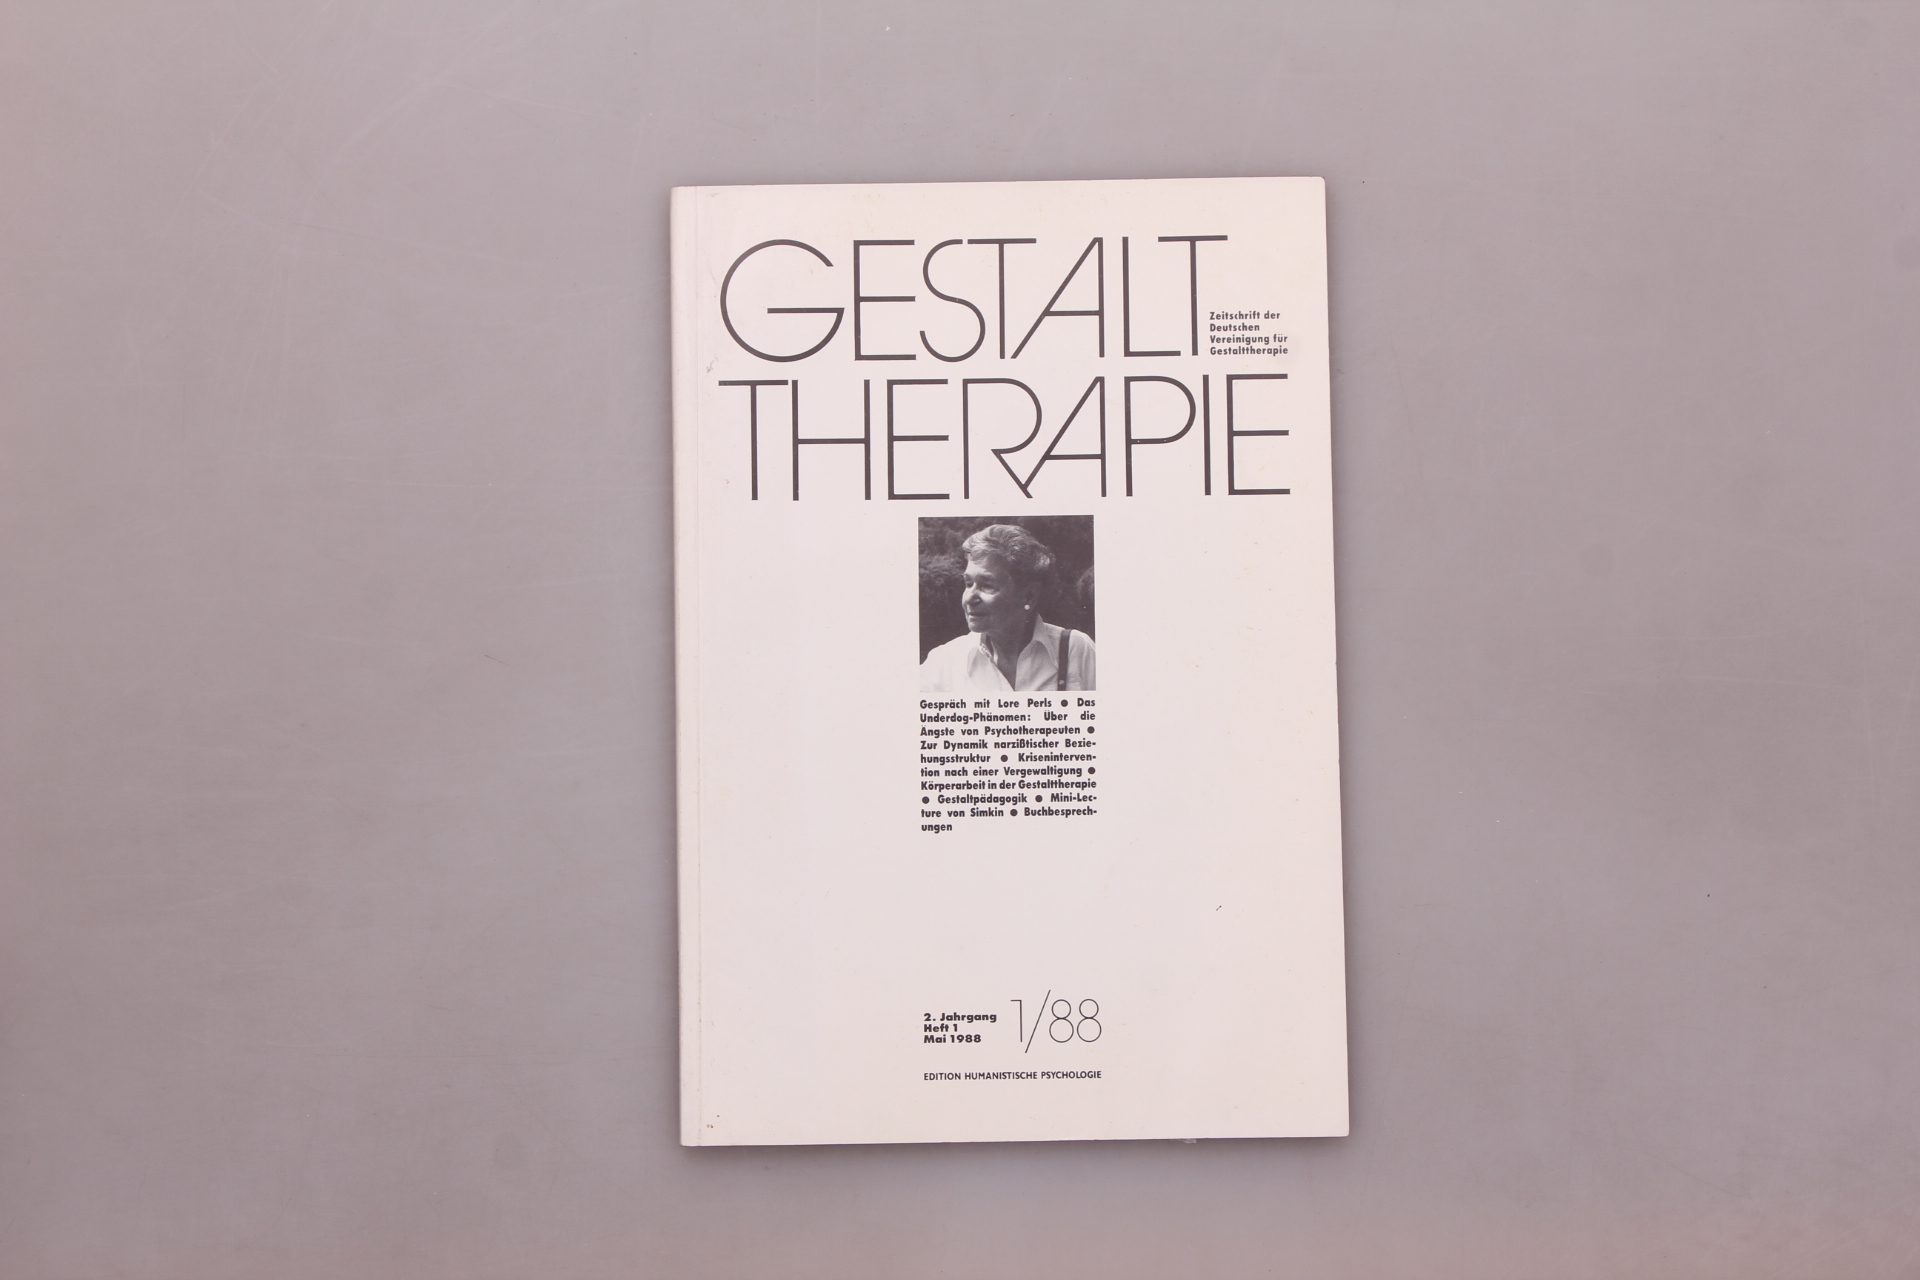 GESTALT
Zeitschrift der
Deutschen
Vereinigung für
Gestalttherapie
THERAPIE
Gespräch mit Lore Perls ● Das
Underdog-Phänomen: Über die
Ängste von Psychotherapeuten ●
Zur Dynamik narzißtischer Bezie-
hungsstruktur ● Kriseninterven-
tion nach einer Vergewaltigung ●
Körperarbeit in der Gestalttherapie
● Gestaltpädagogik ● Mini-Lec-
ture von Simkin ● Buchbesprech-
ungen
2. Jahrgang
Heft 1
Mai 1988
1/88
EDITION HUMANISTISCHE PSYCHOLOGIE